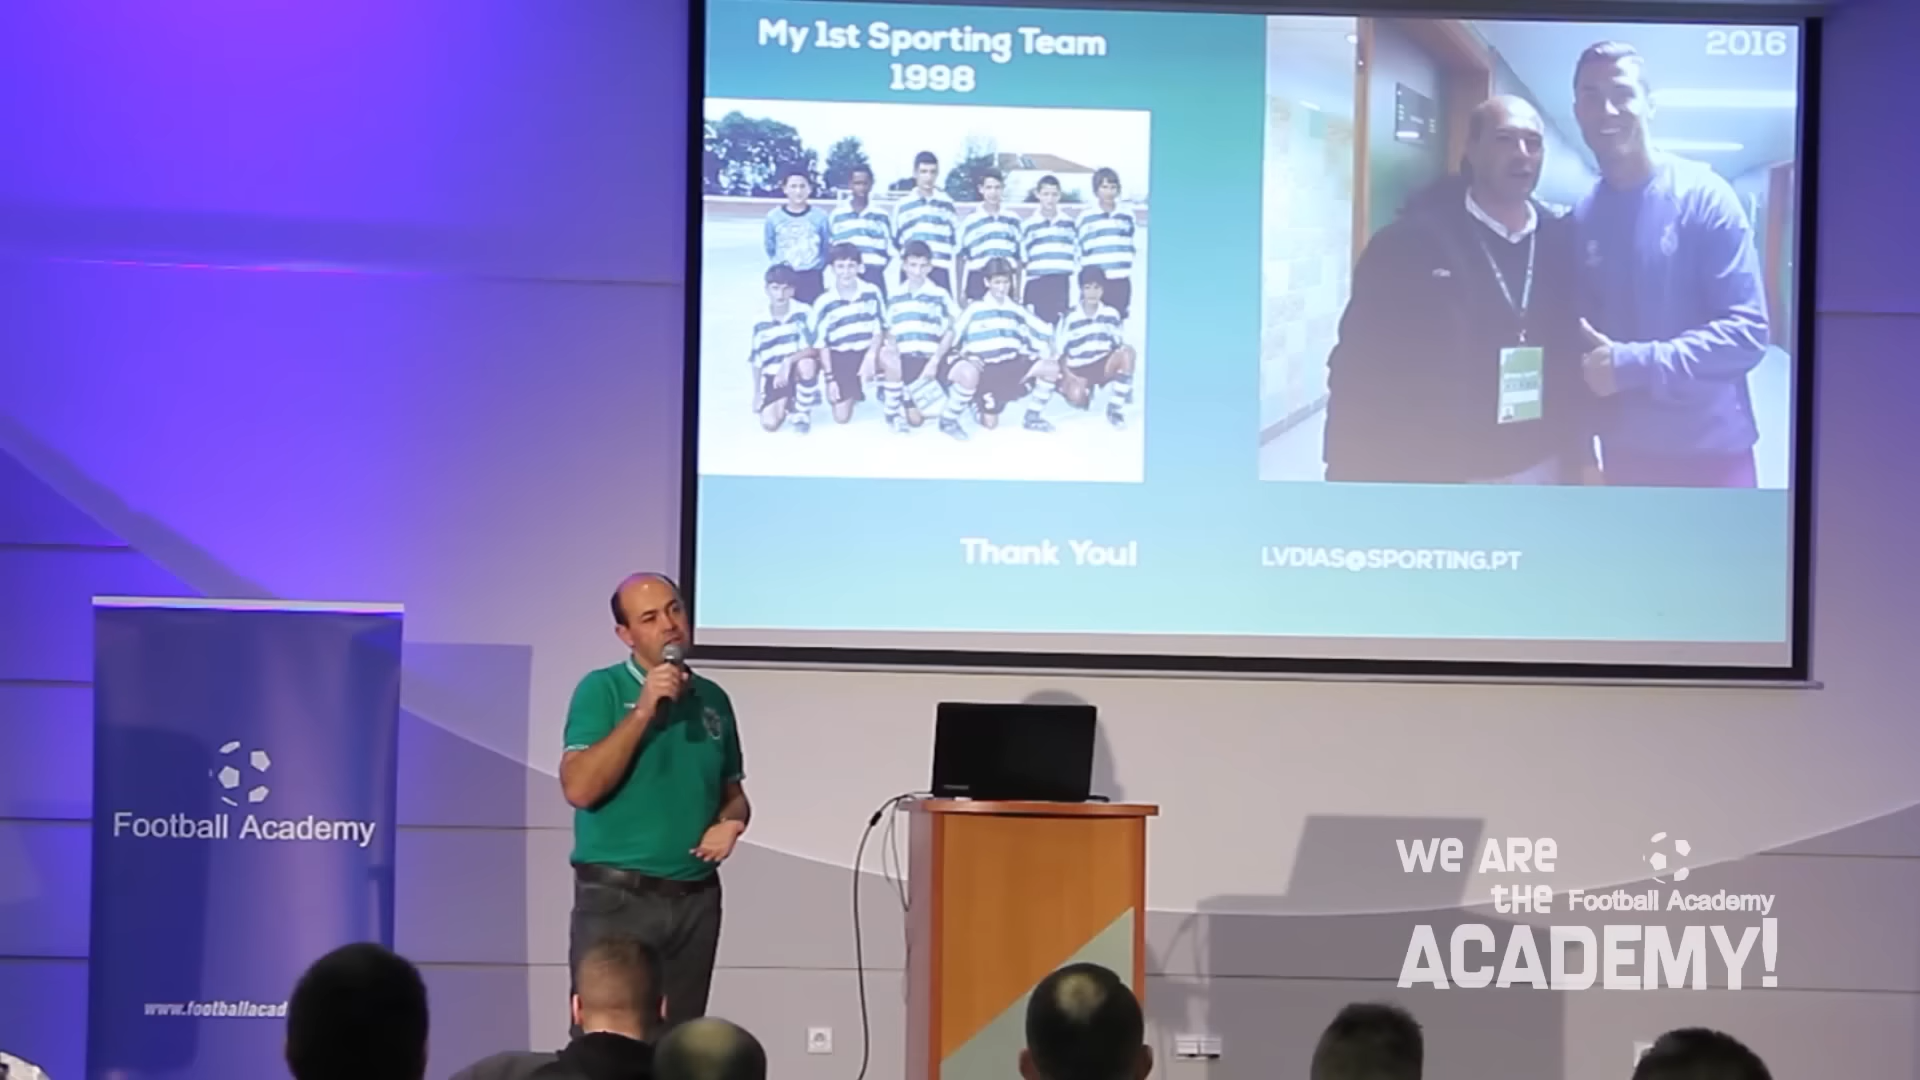 My 1st Sporting Team
1998
2016
Thank You!
LVDIAS@SPORTING.PT
Football Academy
www.footballacad
WE ARE
the Football Academy
ACADEMY!